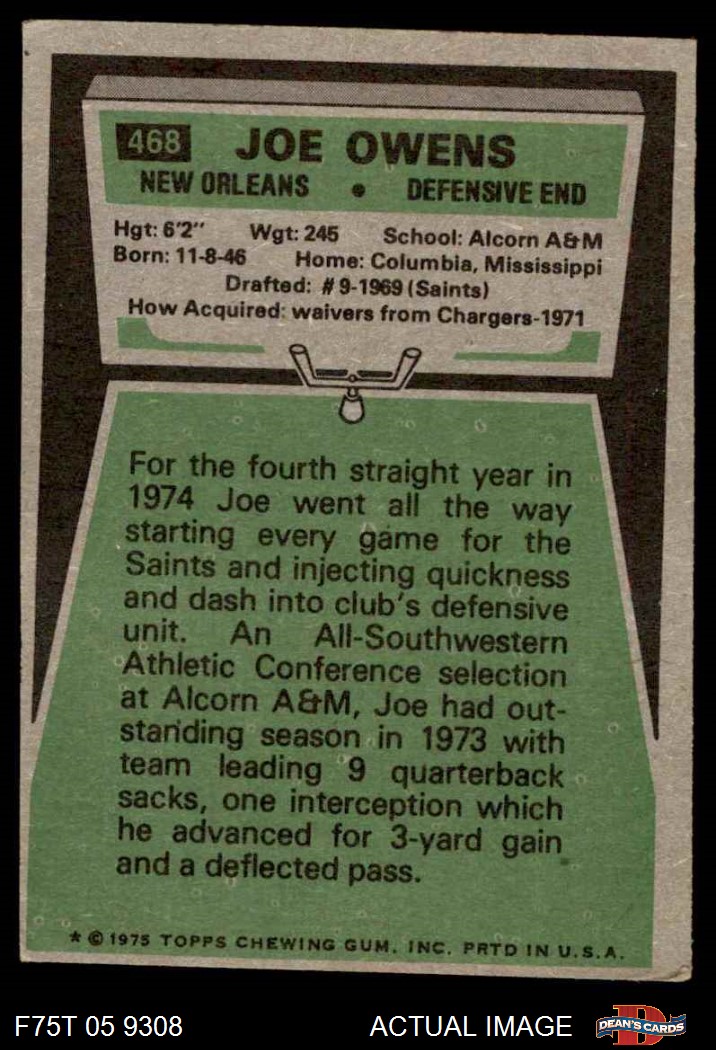 468 JOE OWENS
NEW ORLEANS • DEFENSIVE END
Hgt: 6'2" Wgt: 245 School: Alcorn A&M
Born: 11-8-46 Home: Columbia, Mississippi
Drafted: #9-1969 (Saints)
How Acquired: waivers from Chargers-1971
For the fourth straight year in
1974 Joe went all the way
starting every game for the
Saints and injecting quickness
and dash into club's defensive
unit. An All-Southwestern
Athletic Conference selection
at Alcorn A&M, Joe had out-
standing season in 1973 with
team leading 9 quarterback
sacks, one interception which
he advanced for 3-yard gain
and a deflected pass.
* © 1975 TOPPS CHEWING GUM, INC. PRTD IN U.S.A.
F75T 05 9308 ACTUAL IMAGE
D
DEAN'S CARDS